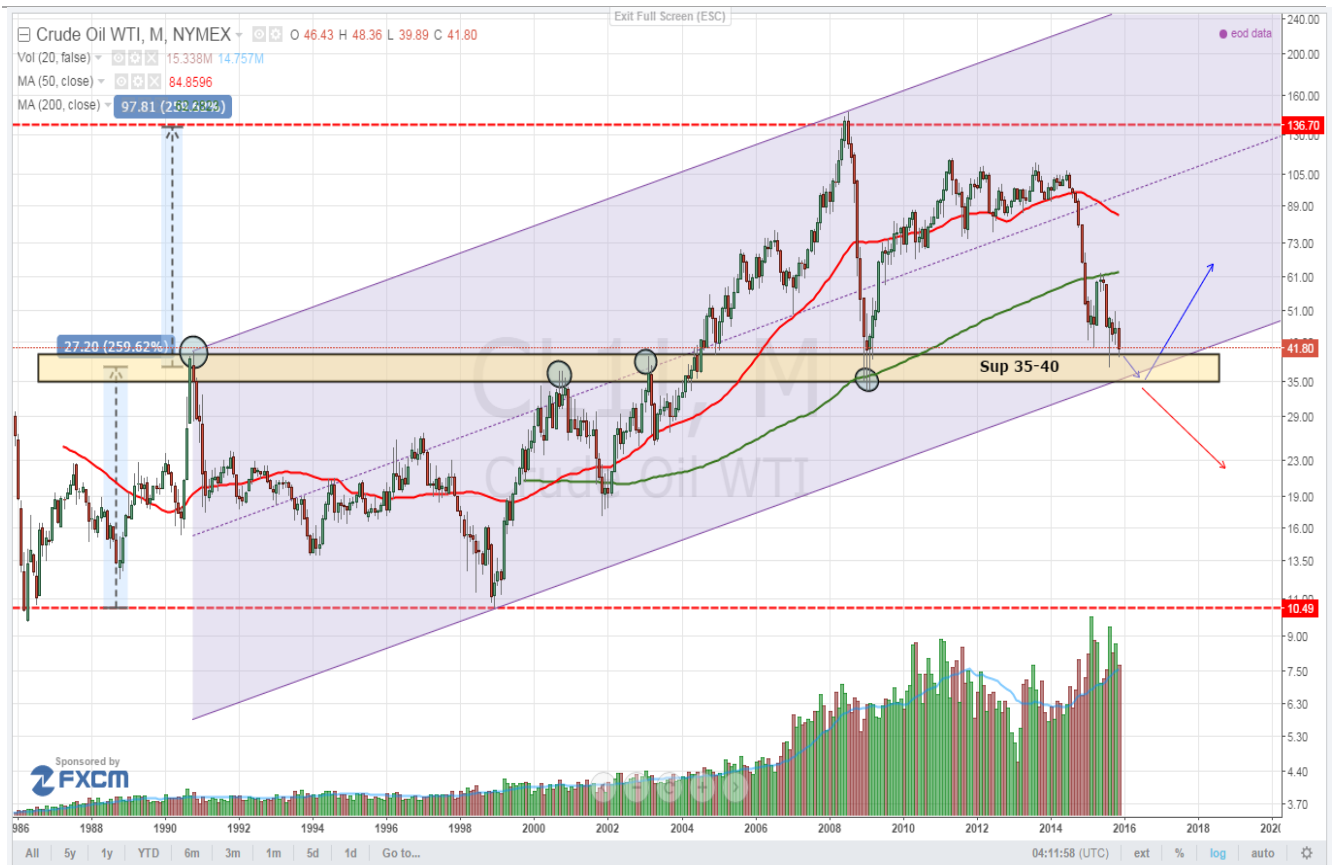 Exit Full Screen (ESC)
Crude Oil WTI, M, NYMEX O 46.43 H 48.36 L 39.89 C 41.80
eod data
Vol (20, false) 15.338M 14.757M
MA (50, close) 84.8596
MA (200, close)
97.81
27.20 (259.62%)
Sup 35-40
Crude Oil WTI
240.00
200.00
160.00
136.70
130.00
105.00
89.00
73.00
61.00
51.00
41.80
35.00
29.00
23.00
19.00
16.00
13.50
11.00
10.49
9.00
7.50
6.30
5.30
4.40
3.70
Sponsored by
FXCM
986 1988 1990 1992 1994 1996 1998 2000 2002 2004 2006 2008 2010 2012 2014 2016 2018 2020
All 5y 1y YTD 6m 3m 1m 5d 1d Go to... 04:11:58 (UTC) ext % log auto